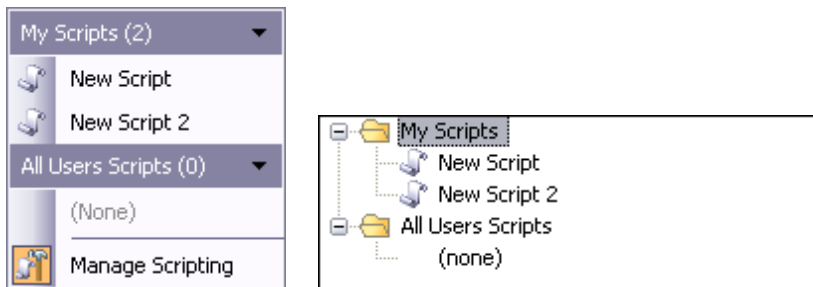 My Scripts (2)
New Script
New Script 2
All Users Scripts (0)
(None)
Manage Scripting
My Scripts
New Script
New Script 2
All Users Scripts
(none)